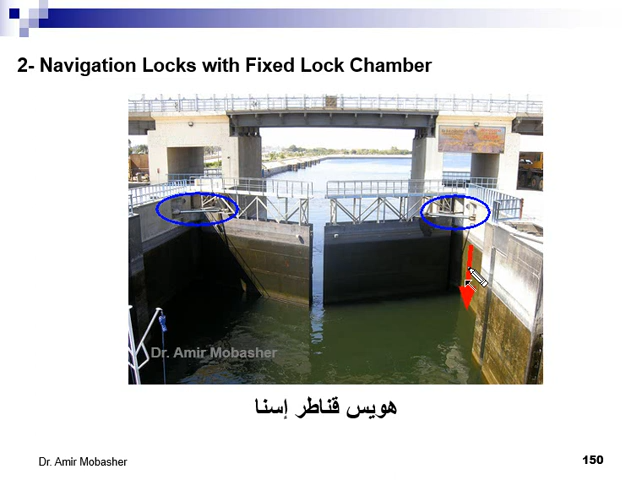 2- Navigation Locks with Fixed Lock Chamber
Dr. Amir Mobasher
هويس قناطر إسنا
Dr. Amir Mobasher
150